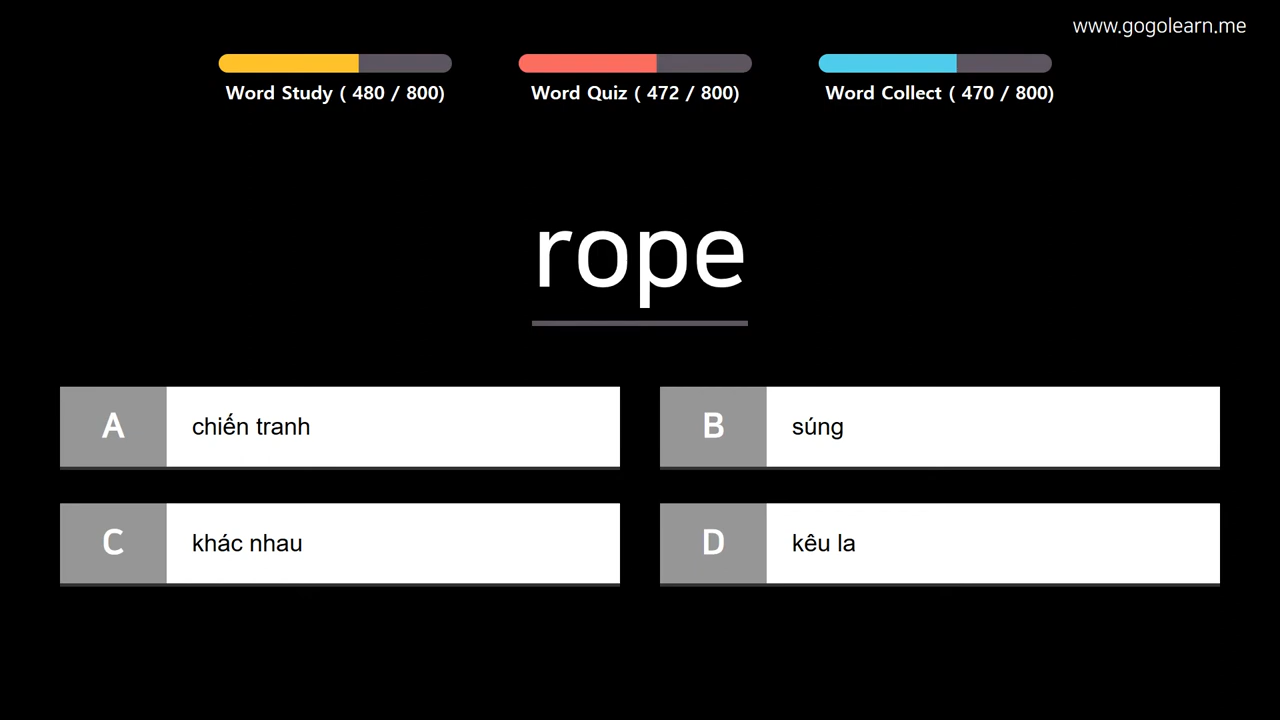 www.gogolearn.me
Word Study ( 480 / 800)
Word Quiz ( 472 / 800)
Word Collect ( 470 / 800)
rope
A chiến tranh
B súng
C khác nhau
D kêu la